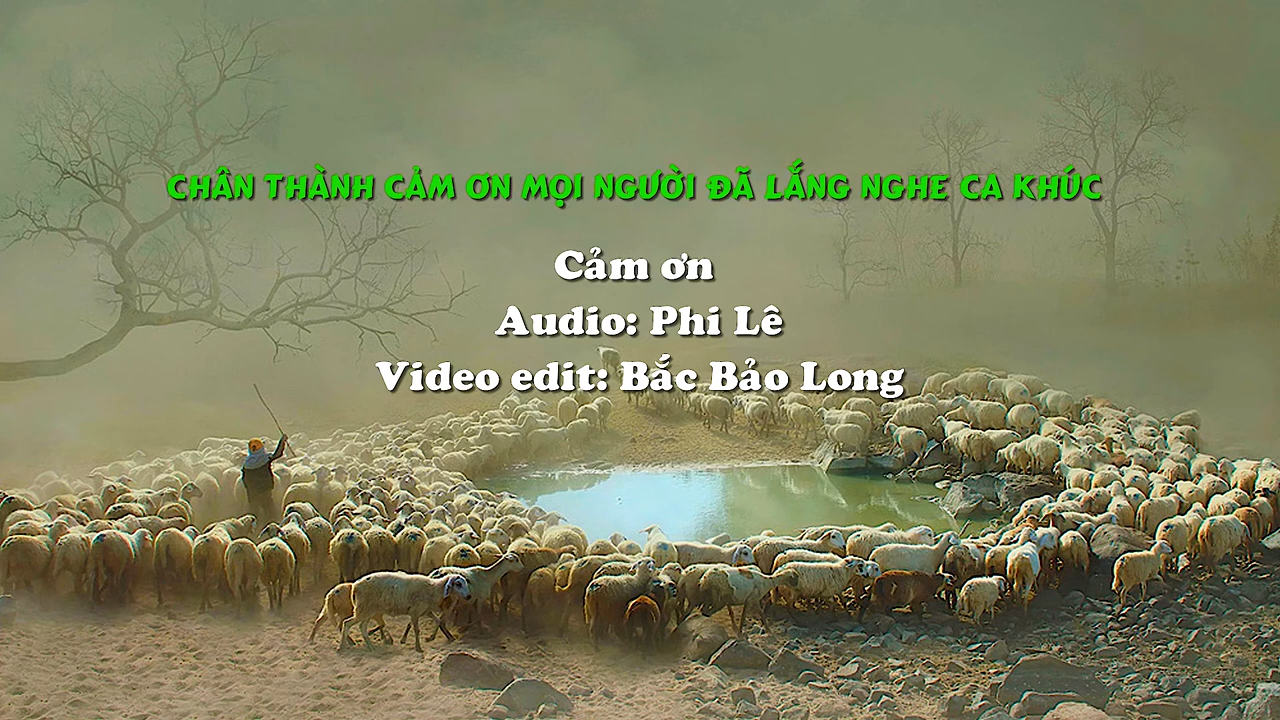 CHÂN THÀNH CẢM ƠN MỌI NGƯỜI ĐÃ LẮNG NGHE CA KHÚC
Cảm ơn
Audio: Phi Lê
Video edit: Bắc Bảo Long